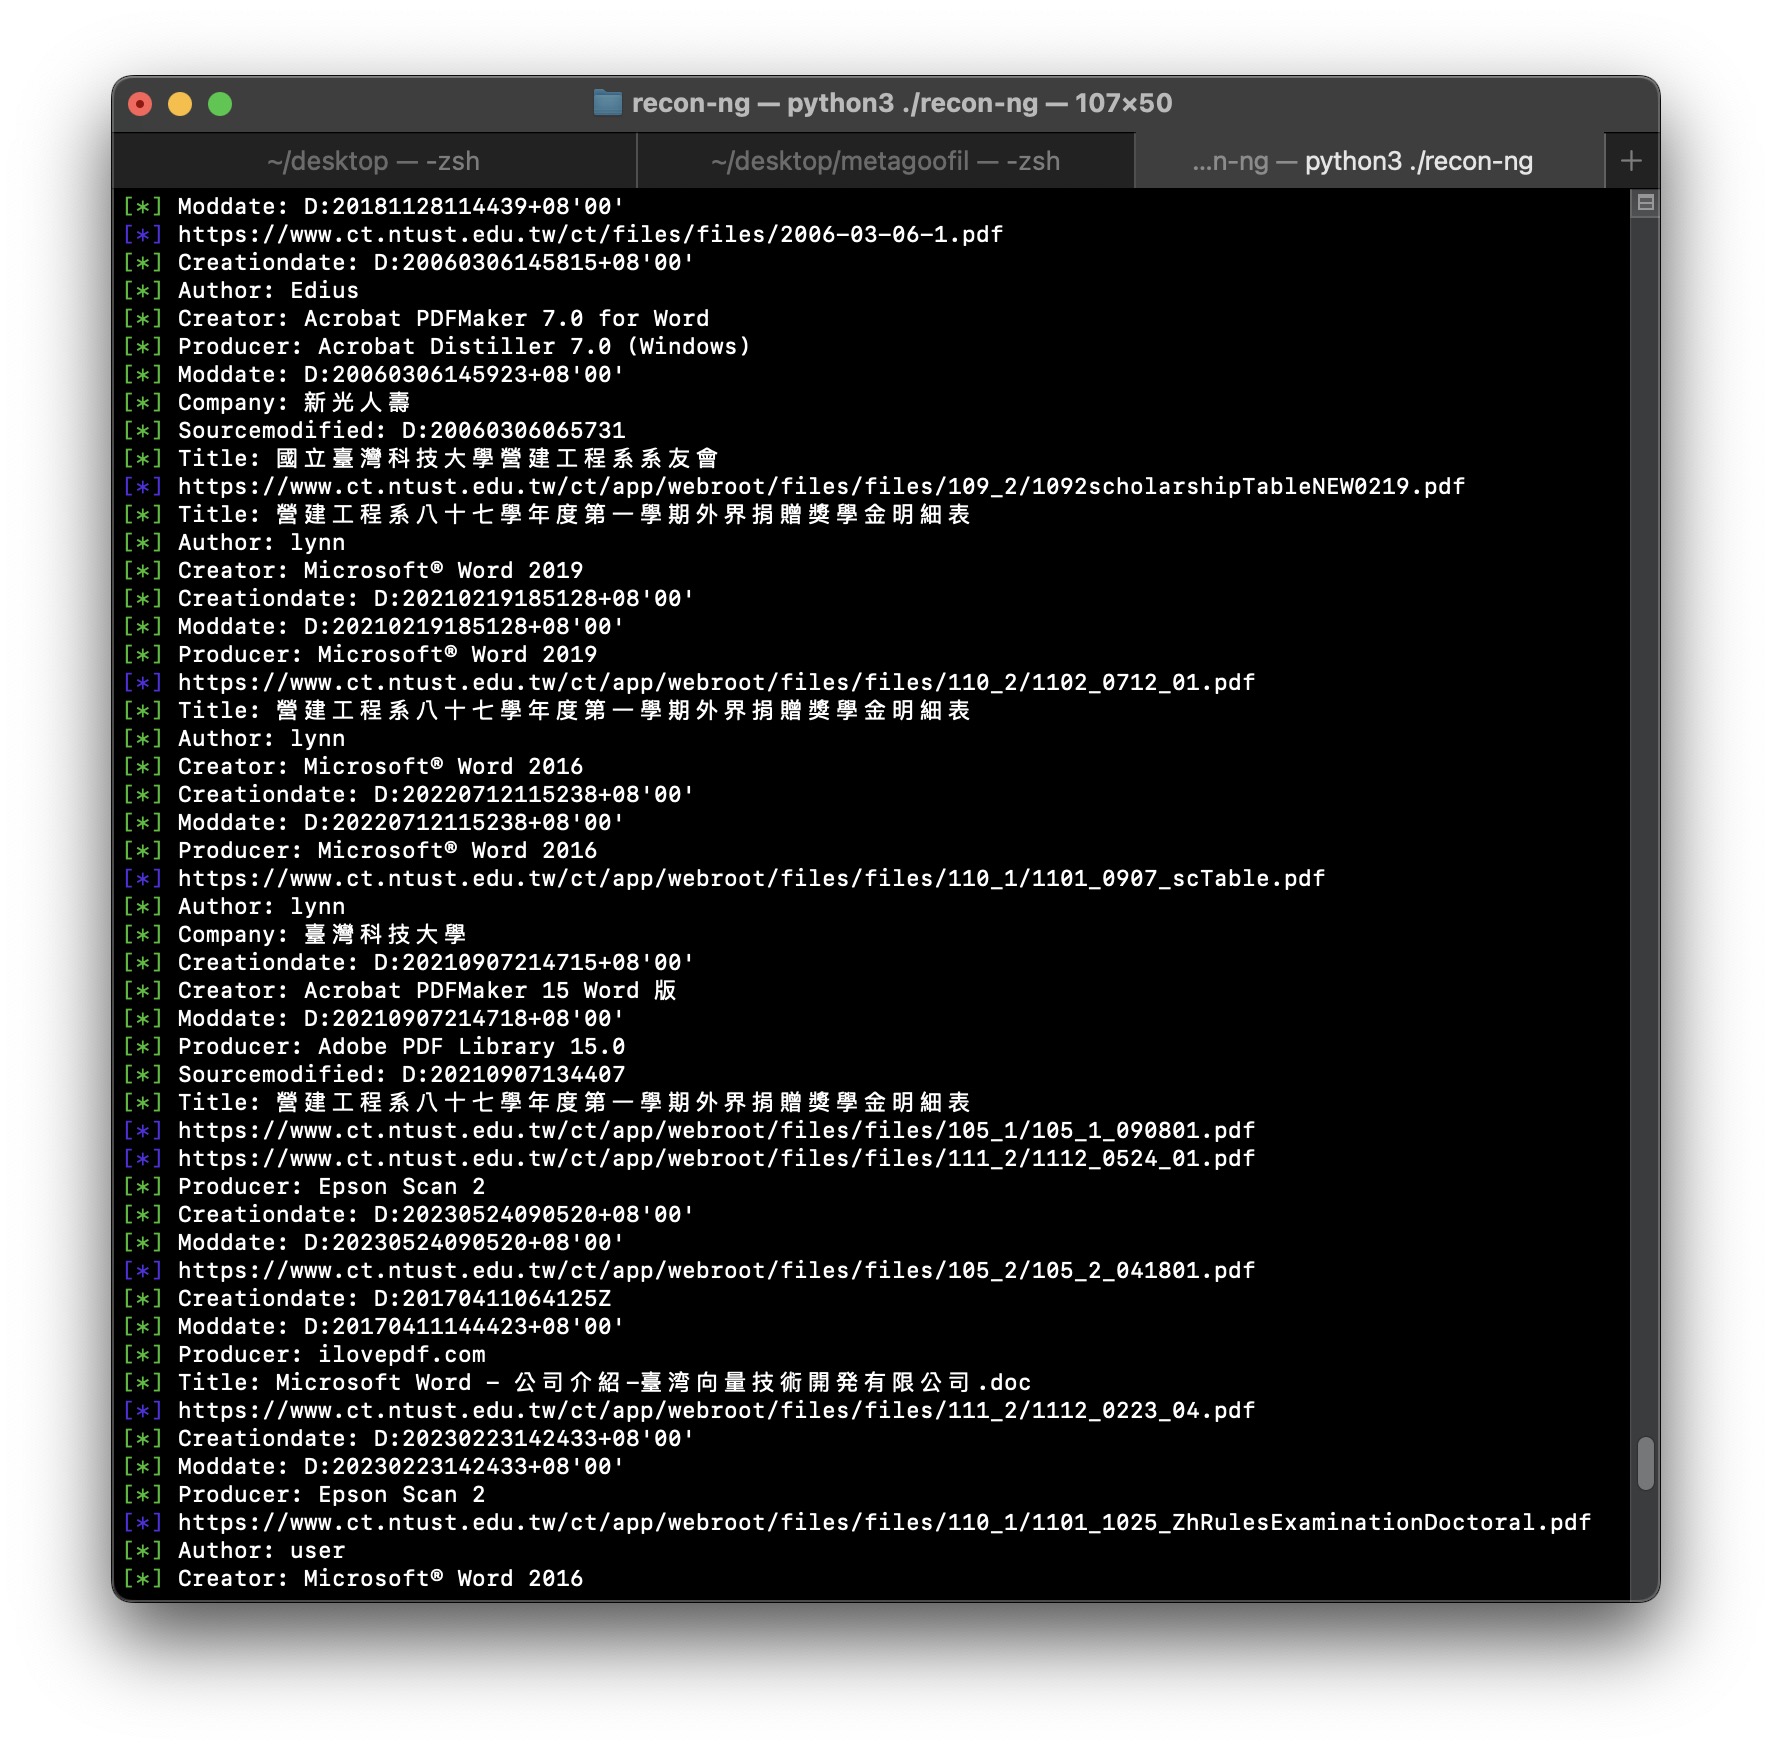 recon-ng — python3 ./recon-ng — 107×50
~/desktop — -zsh
~/desktop/metagoofil — -zsh
...n-ng — python3 ./recon-ng
[*] Moddate: D:20181128114439+08'00'
[*] https://www.ct.ntust.edu.tw/ct/files/files/2006-03-06-1.pdf
[*] Creationdate: D:20060306145815+08'00'
[*] Author: Edius
[*] Creator: Acrobat PDFMaker 7.0 for Word
[*] Producer: Acrobat Distiller 7.0 (Windows)
[*] Moddate: D:20060306145923+08'00'
[*] Company: 新光人壽
[*] Sourcemodified: D:20060306065731
[*] Title: 國立臺灣科技大學營建工程系系友會
[*] https://www.ct.ntust.edu.tw/ct/app/webroot/files/files/109_2/1092scholarshipTableNEW0219.pdf
[*] Title: 營建工程系八十七學年度第一學期外界捐贈獎學金明細表
[*] Author: lynn
[*] Creator: Microsoft® Word 2019
[*] Creationdate: D:20210219185128+08'00'
[*] Moddate: D:20210219185128+08'00'
[*] Producer: Microsoft® Word 2019
[*] https://www.ct.ntust.edu.tw/ct/app/webroot/files/files/110_2/1102_0712_01.pdf
[*] Title: 營建工程系八十七學年度第一學期外界捐贈獎學金明細表
[*] Author: lynn
[*] Creator: Microsoft® Word 2016
[*] Creationdate: D:20220712115238+08'00'
[*] Moddate: D:20220712115238+08'00'
[*] Producer: Microsoft® Word 2016
[*] https://www.ct.ntust.edu.tw/ct/app/webroot/files/files/110_1/1101_0907_scTable.pdf
[*] Author: lynn
[*] Company: 臺灣科技大學
[*] Creationdate: D:20210907214715+08'00'
[*] Creator: Acrobat PDFMaker 15 Word 版
[*] Moddate: D:20210907214718+08'00'
[*] Producer: Adobe PDF Library 15.0
[*] Sourcemodified: D:20210907134407
[*] Title: 營建工程系八十七學年度第一學期外界捐贈獎學金明細表
[*] https://www.ct.ntust.edu.tw/ct/app/webroot/files/files/105_1/105_1_090801.pdf
[*] https://www.ct.ntust.edu.tw/ct/app/webroot/files/files/111_2/1112_0524_01.pdf
[*] Producer: Epson Scan 2
[*] Creationdate: D:20230524090520+08'00'
[*] Moddate: D:20230524090520+08'00'
[*] https://www.ct.ntust.edu.tw/ct/app/webroot/files/files/105_2/105_2_041801.pdf
[*] Creationdate: D:20170411064125Z
[*] Moddate: D:20170411144423+08'00'
[*] Producer: ilovepdf.com
[*] Title: Microsoft Word - 公司介紹-臺湾向量技術開発有限公司.doc
[*] https://www.ct.ntust.edu.tw/ct/app/webroot/files/files/111_2/1112_0223_04.pdf
[*] Creationdate: D:20230223142433+08'00'
[*] Moddate: D:20230223142433+08'00'
[*] Producer: Epson Scan 2
[*] https://www.ct.ntust.edu.tw/ct/app/webroot/files/files/110_1/1101_1025_ZhRulesExaminationDoctoral.pdf
[*] Author: user
[*] Creator: Microsoft® Word 2016